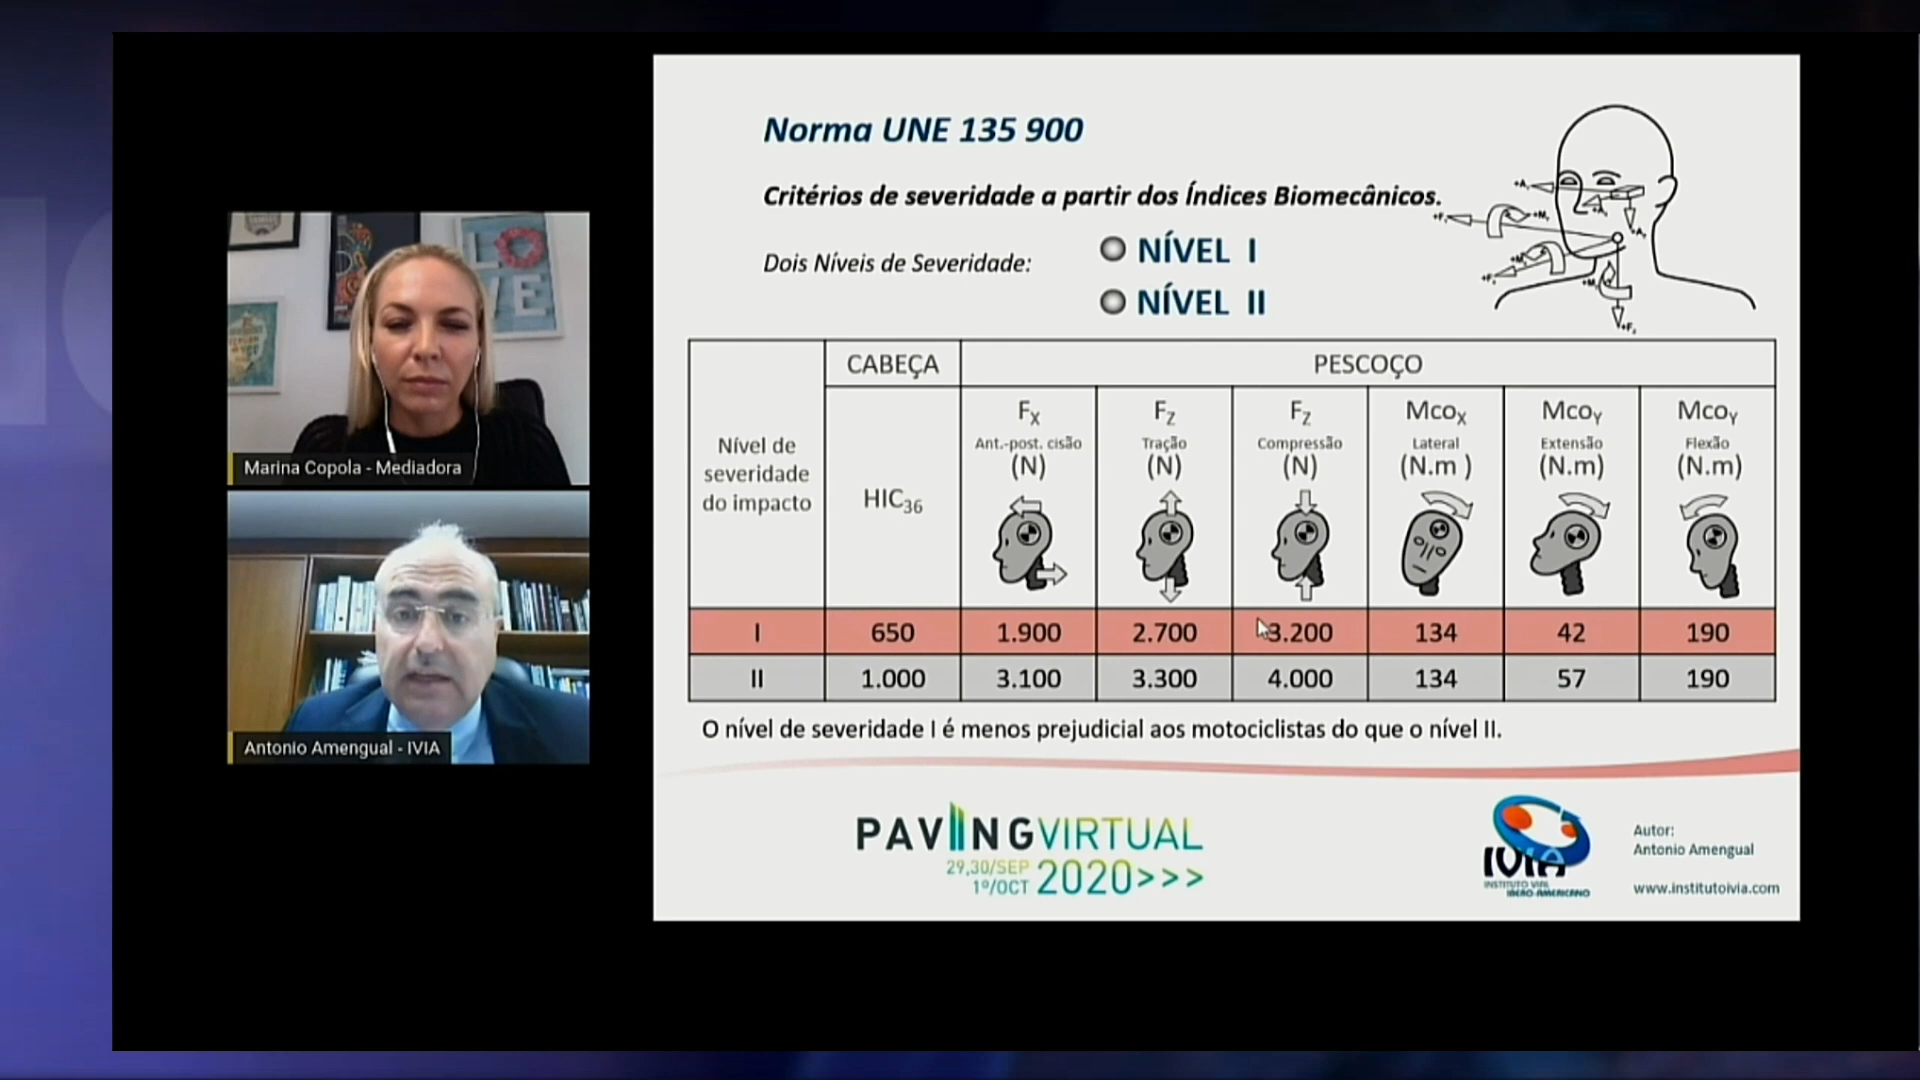 LOVE
Marina Copola - Mediadora
Antonio Amengual - IVIA
Norma UNE 135 900
Critérios de severidade a partir dos Índices Biomecânicos.
Dois Níveis de Severidade:
NÍVEL I
NÍVEL II
CABEÇA PESCOÇO
Nível de
severidade
do impacto
HIC36
FX
Ant.-post. cisão
(N)
FZ
Tração
(N)
FZ
Compressão
(N)
McoX
Lateral
(N.m )
McoY
Extensão
(N.m)
McoY
Flexão
(N.m)
I 650 1.900 2.700 3.200 134 42 190
II 1.000 3.100 3.300 4.000 134 57 190
O nível de severidade I é menos prejudicial aos motociclistas do que o nível II.
PAVING VIRTUAL
29,30/SEP
1º/OCT
2020>>>
IVIA
INSTITUTO VIAL
IBERO-AMERICANO
Autor:
Antonio Amengual
www.institutoivia.com